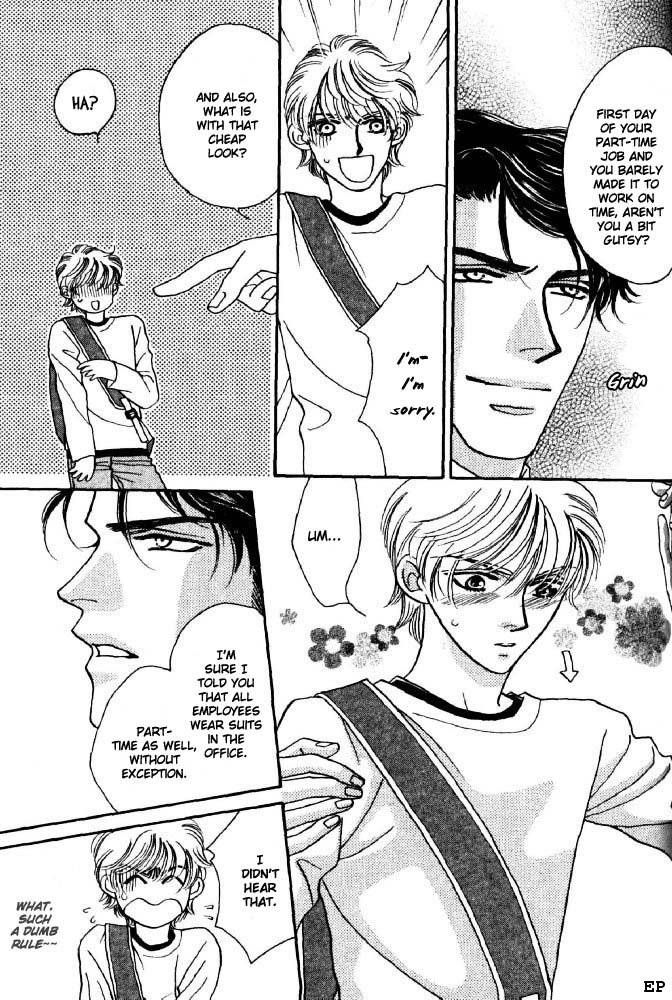 FIRST DAY
OF YOUR
PART-TIME
JOB AND
YOU BARELY
MADE IT TO
WORK ON
TIME, AREN'T
YOU A BIT
GUTSY?
Grin
I'm-
I'm
sorry.
AND ALSO,
WHAT IS
WITH THAT
CHEAP
LOOK?
HA?
UM...
I'M
SURE I
TOLD YOU
THAT ALL
EMPLOYEES
WEAR SUITS
IN THE
OFFICE.
PART-
TIME AS WELL,
WITHOUT
EXCEPTION.
I
DIDN'T
HEAR
THAT.
WHAT.
SUCH
A DUMB
RULE~~
EP